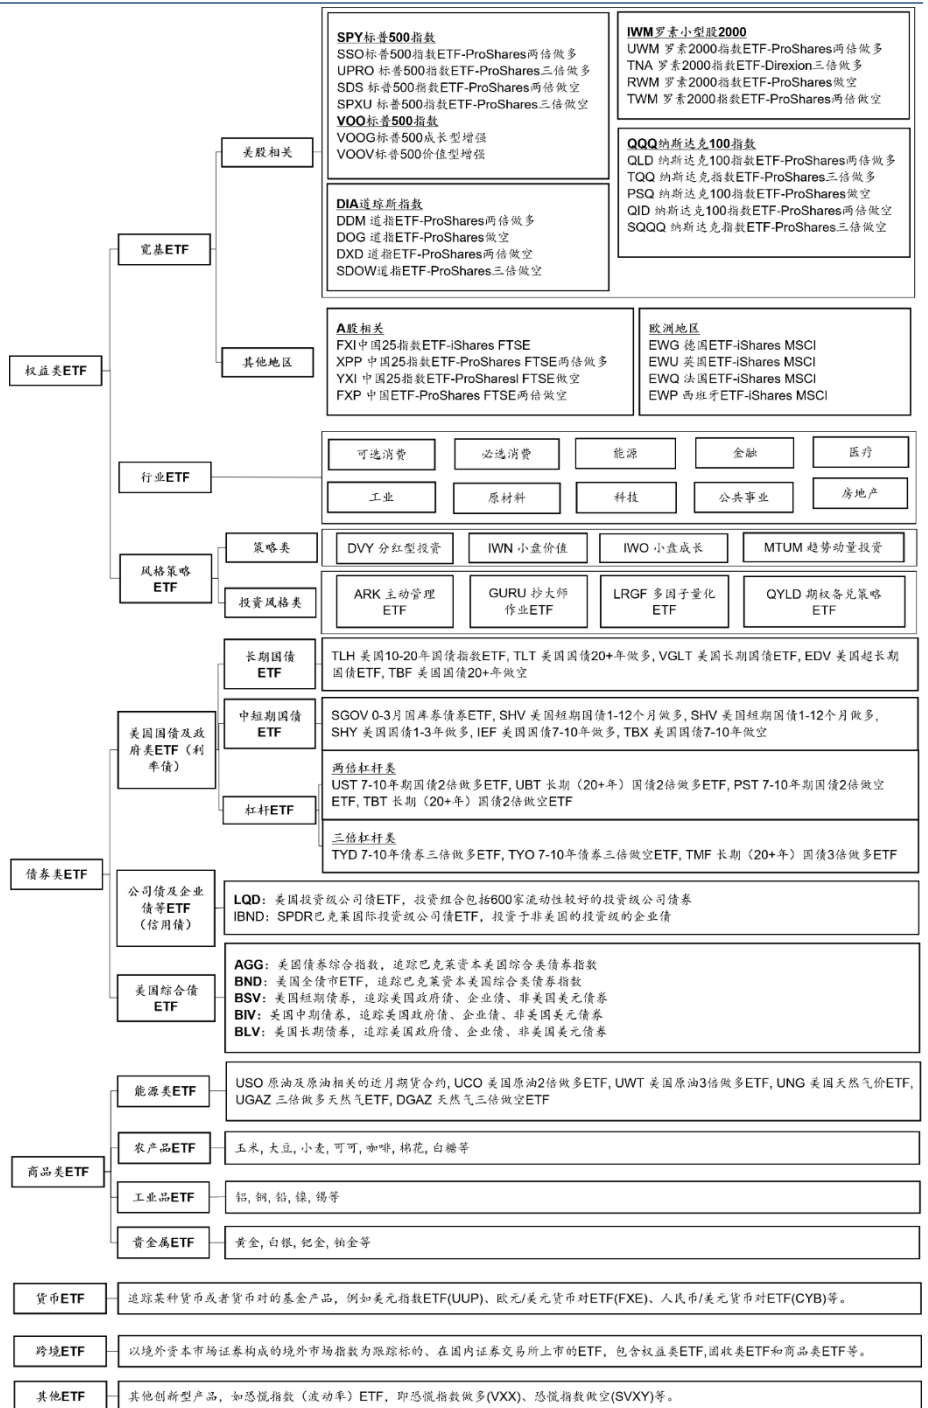 权益类ETF
宽基ETF
美股相关
SPY标普500指数
SSO标普500指数ETF-ProShares两倍做多
UPRO 标普500指数ETF-ProShares三倍做多
SDS 标普500指数ETF-ProShares两倍做空
SPXU 标普500指数ETF-ProShares三倍做空
VOO标普500指数
VOOG标普500成长型增强
VOOV标普500价值型增强
DIA道琼斯指数
DDM 道指ETF-ProShares两倍做多
DOG 道指ETF-ProShares做空
DXD 道指ETF-ProShares两倍做空
SDOW道指ETF-ProShares三倍做空
IWM罗素小型股2000
UWM 罗素2000指数ETF-ProShares两倍做多
TNA 罗素2000指数ETF-Direxion三倍做多
RWM 罗素2000指数ETF-ProShares做空
TWM 罗素2000指数ETF-ProShares两倍做空
QQQ纳斯达克100指数
QLD 纳斯达克100指数ETF-ProShares两倍做多
TQQ 纳斯达克指数ETF-ProShares三倍做多
PSQ 纳斯达克100指数ETF-ProShares做空
QID 纳斯达克100指数ETF-ProShares两倍做空
SQQQ 纳斯达克指数ETF-ProShares三倍做空
其他地区
A股相关
FXI中国25指数ETF-iShares FTSE
XPP 中国25指数ETF-ProShares FTSE两倍做多
YXI 中国25指数ETF-ProSharesl FTSE做空
FXP 中国ETF-ProShares FTSE两倍做空
欧洲地区
EWG 德国ETF-iShares MSCI
EWU 英国ETF-iShares MSCI
EWQ 法国ETF-iShares MSCI
EWP 西班牙ETF-iShares MSCI
行业ETF
可选消费
必选消费
能源
金融
医疗
工业
原材料
科技
公共事业
房地产
风格策略
ETF
策略类
DVY 分红型投资
IWN 小盘价值
IWO 小盘成长
MTUM 趋势动量投资
投资风格类
ARK 主动管理
ETF
GURU 抄大师
作业ETF
LRGF 多因子量化
ETF
QYLD 期权备兑策略
ETF
债券类ETF
美国国债及政
府类ETF（利
率债）
长期国债
ETF
TLH 美国10-20年国债指数ETF, TLT 美国国债20+年做多, VGLT 美国长期国债ETF, EDV 美国超长期
国债ETF, TBF 美国国债20+年做空
中短期国债
ETF
SGOV 0-3月国库券债券ETF, SHV 美国短期国债1-12个月做多, SHV 美国短期国债1-12个月做多,
SHY 美国国债1-3年做多, IEF 美国国债7-10年做多, TBX 美国国债7-10年做空
杠杆ETF
两倍杠杆类
UST 7-10年期国债2倍做多ETF, UBT 长期（20+年）国债2倍做多ETF, PST 7-10年期国债2倍做空
ETF, TBT 长期（20+年）国债2倍做空ETF
三倍杠杆类
TYD 7-10年债券三倍做多ETF, TYO 7-10年债券三倍做空ETF, TMF 长期（20+年）国债3倍做多ETF
公司债及企业
债等ETF
（信用债）
LQD：美国投资级公司债ETF，投资组合包括600家流动性较好的投资级公司债券
IBND：SPDR巴克莱国际投资级公司债ETF，投资于非美国的投资级的企业债
美国综合债
ETF
AGG：美国债券综合指数，追踪巴克莱资本美国综合类债券指数
BND：美国全债市ETF，追踪巴克莱资本美国综合类债券指数
BSV：美国短期债券，追踪美国政府债、企业债、非美国美元债券
BIV：美国中期债券，追踪美国政府债、企业债、非美国美元债券
BLV：美国长期债券，追踪美国政府债、企业债、非美国美元债券
商品类ETF
能源类ETF
USO 原油及原油相关的近月期货合约, UCO 美国原油2倍做多ETF, UWT 美国原油3倍做多ETF, UNG 美国天然气价ETF,
UGAZ 三倍做多天然气ETF, DGAZ 天然气三倍做空ETF
农产品ETF
玉米, 大豆, 小麦, 可可, 咖啡, 棉花, 白糖等
工业品ETF
铝, 铜, 铅, 镍, 锡等
贵金属ETF
黄金, 白银, 钯金, 铂金等
货币ETF
追踪某种货币或者货币对的基金产品，例如美元指数ETF(UUP)、欧元/美元货币对ETF(FXE)、人民币/美元货币对ETF(CYB)等。
跨境ETF
以境外资本市场证券构成的境外市场指数为跟踪标的、在国内证券交易所上市的ETF，包含权益类ETF,固收类ETF和商品类ETF等。
其他ETF
其他创新型产品，如恐慌指数（波动率）ETF，即恐慌指数做多(VXX)、恐慌指数做空(SVXY)等。